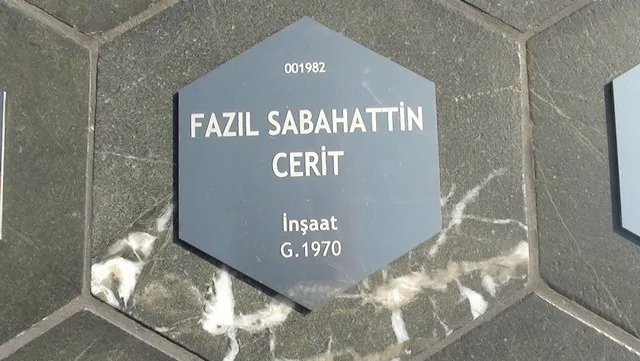 001982
FAZIL SABAHATTİN
CERİT
İnşaat
G.1970